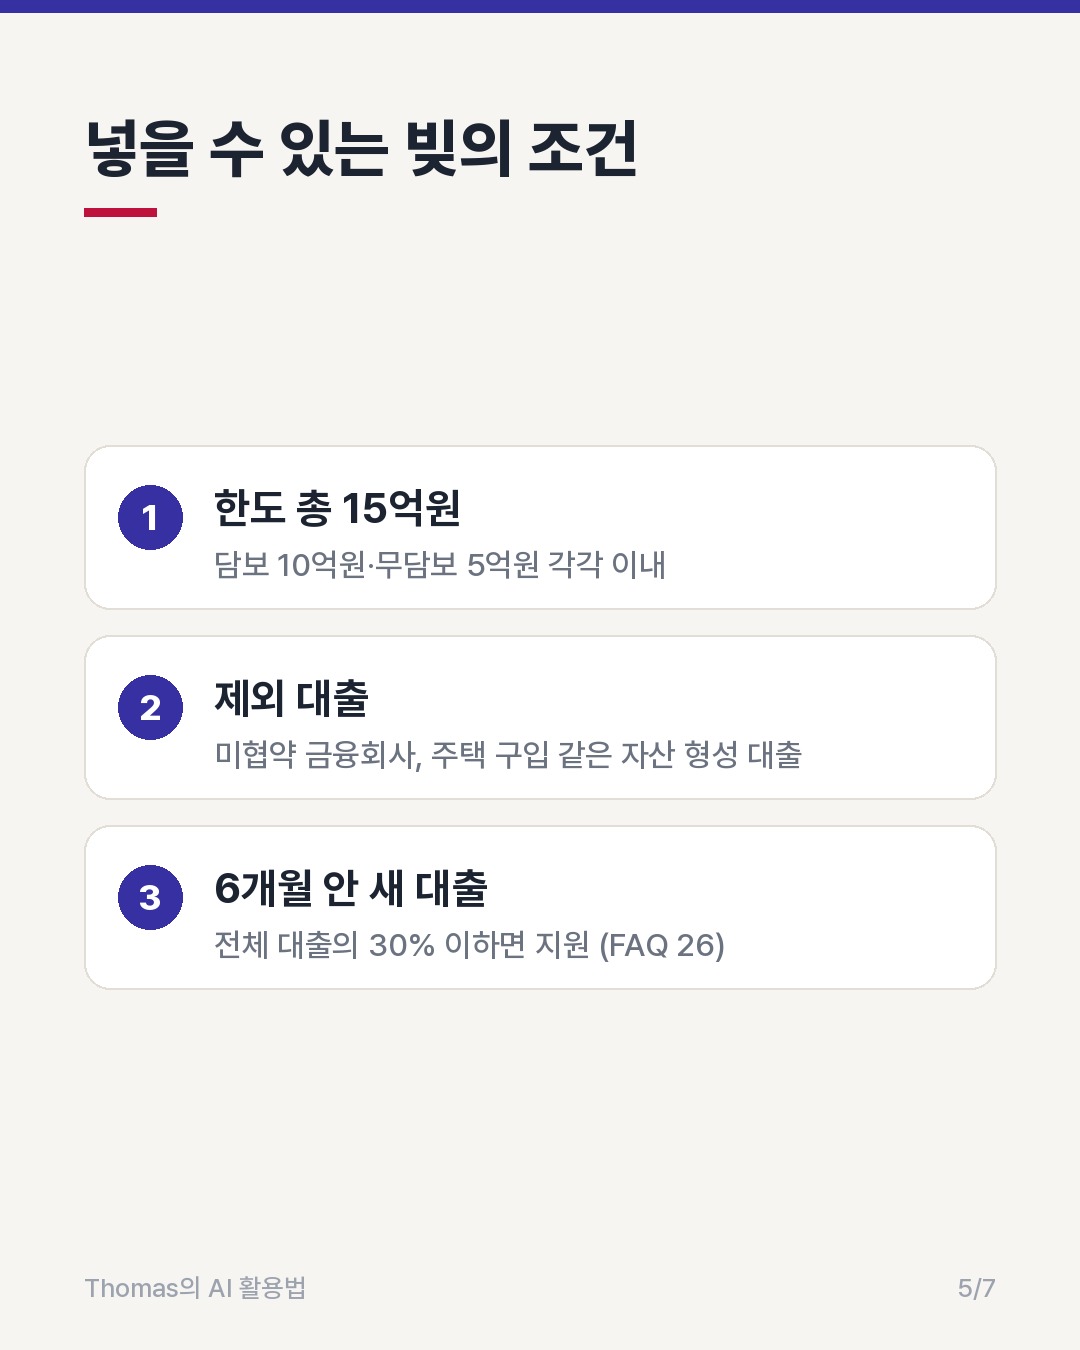 넣을 수 있는 빚의 조건
1
한도 총 15억원
담보 10억원·무담보 5억원 각각 이내
2
제외 대출
미협약 금융회사, 주택 구입 같은 자산 형성 대출
3
6개월 안 새 대출
전체 대출의 30% 이하면 지원 (FAQ 26)
Thomas의 AI 활용법
5/7